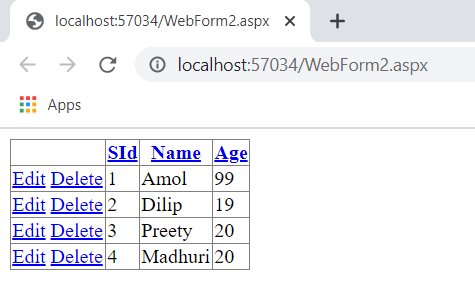 localhost:57034/WebForm2.aspx
localhost:57034/WebForm2.aspx
Apps
SId Name Age
Edit Delete 1 Amol 99
Edit Delete 2 Dilip 19
Edit Delete 3 Preety 20
Edit Delete 4 Madhuri 20